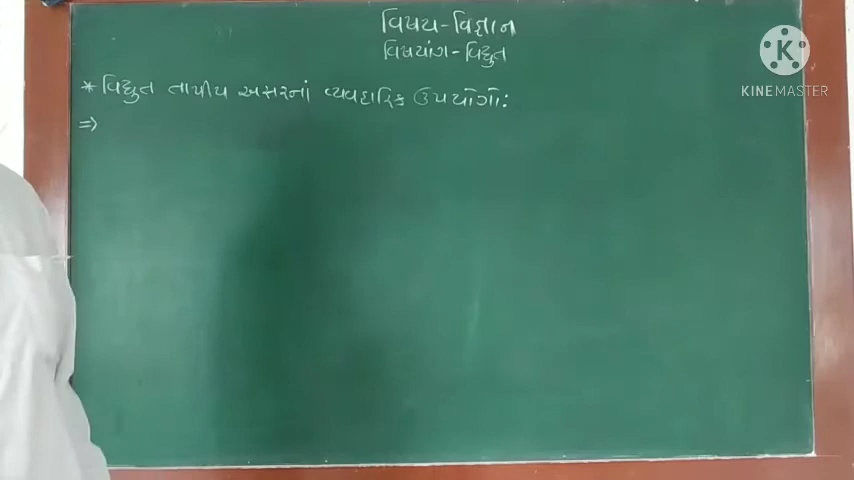 વિષય-વિજ્ઞાન
વિષયાંગ-વિદ્યુત
* વિદ્યુત તાપીય અસરનાં વ્યવહારિક ઉપયોગો:
⇒
K
KINEMASTER